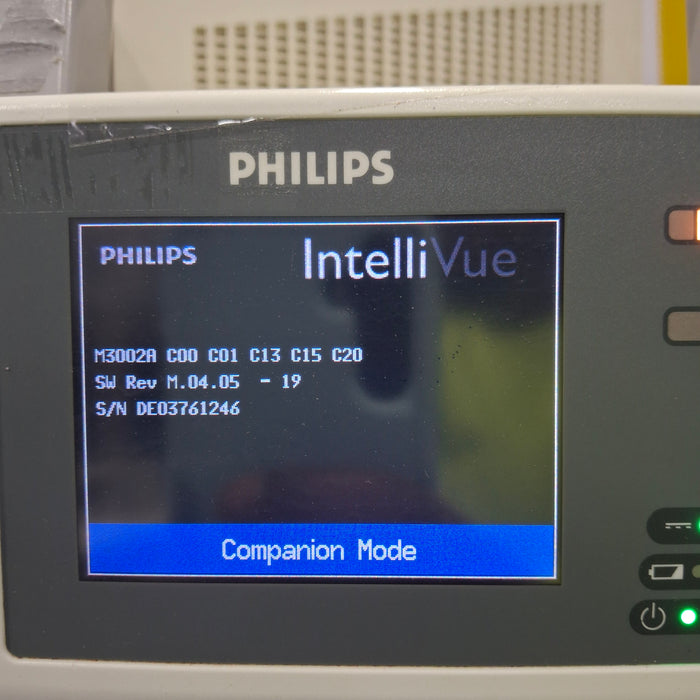 PHILIPS
PHILIPS IntelliVue
M3002A C00 C01 C13 C15 C20
SW Rev M.04.05 - 19
S/N DE03761246
Companion Mode